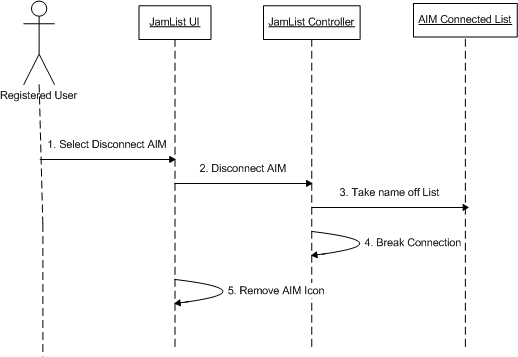 JamList UI
JamList Controller
AIM Connected List
Registered User
1. Select Disconnect AIM
2. Disconnect AIM
3. Take name off List
4. Break Connection
5. Remove AIM Icon